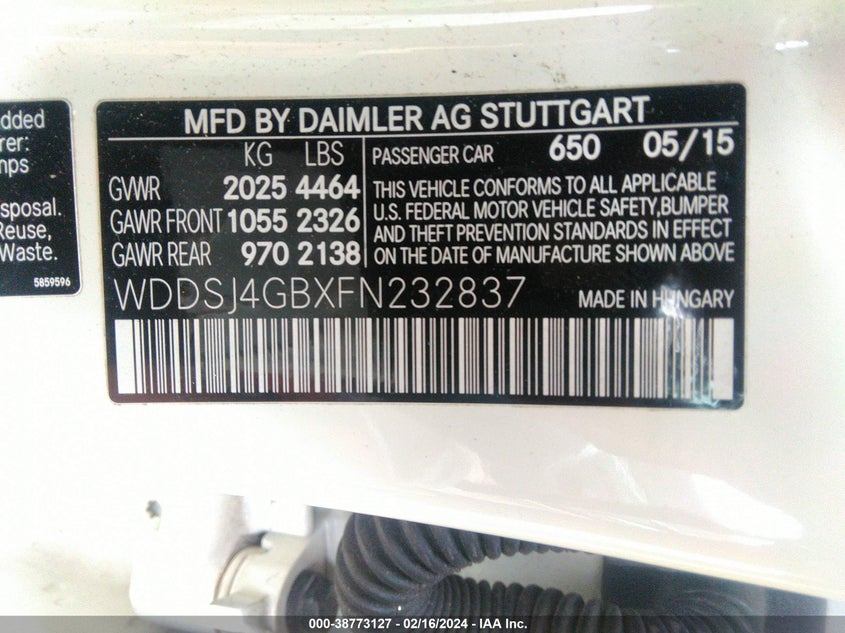 dded
rer:
mps
sposal.
Reuse,
Waste.
5859596
MFD BY DAIMLER AG STUTTGART
KG LBS
GVWR 2025 4464
GAWR FRONT 1055 2326
GAWR REAR 970 2138
PASSENGER CAR 650 05/15
THIS VEHICLE CONFORMS TO ALL APPLICABLE
U.S. FEDERAL MOTOR VEHICLE SAFETY,BUMPER
AND THEFT PREVENTION STANDARDS IN EFFECT
ON THE DATE OF MANUFACTURE SHOWN ABOVE
WDDSJ4GBXFN232837 MADE IN HUNGARY
000-38773127 - 02/16/2024 - IAA Inc.